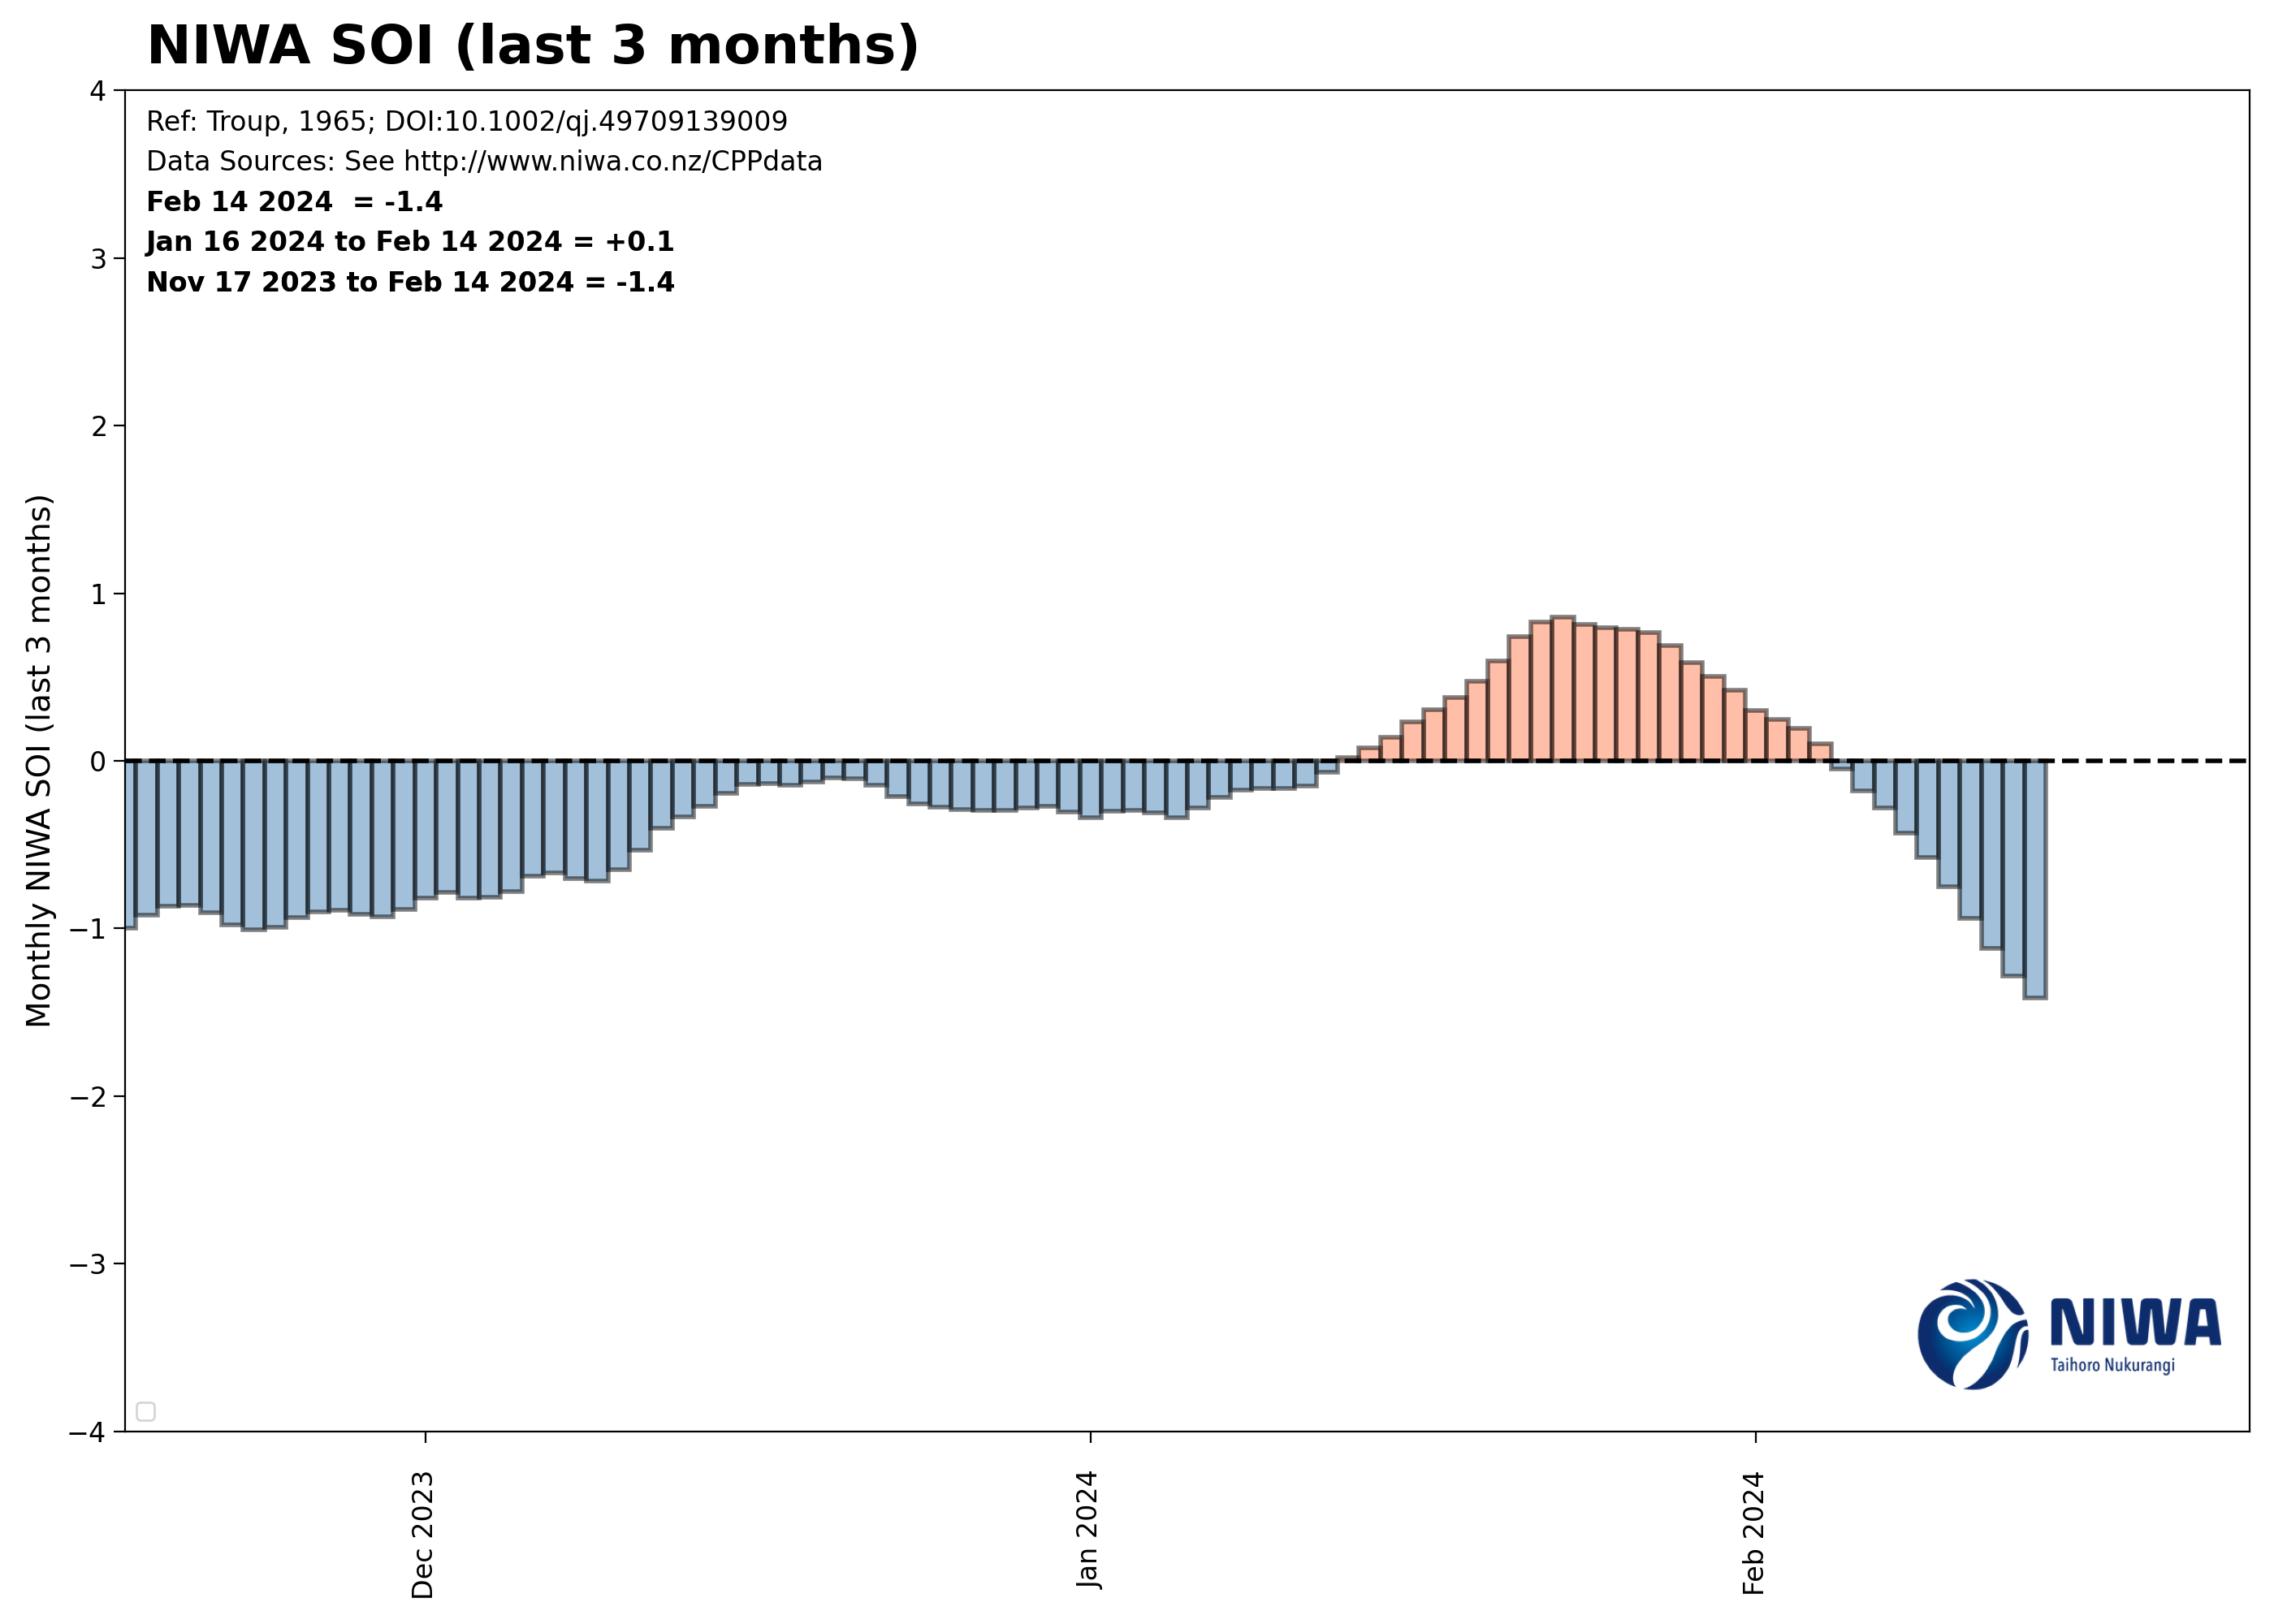 NIWA SOI (last 3 months)
Ref: Troup, 1965; DOI:10.1002/qj.49709139009
Data Sources: See http://www.niwa.co.nz/CPPdata
Feb 14 2024  = -1.4
Jan 16 2024 to Feb 14 2024 = +0.1
Nov 17 2023 to Feb 14 2024 = -1.4
Monthly NIWA SOI (last 3 months)
4
3
2
1
0
−1
−2
−3
−4
Dec 2023
Jan 2024
Feb 2024
NIWA
Taihoro Nukurangi